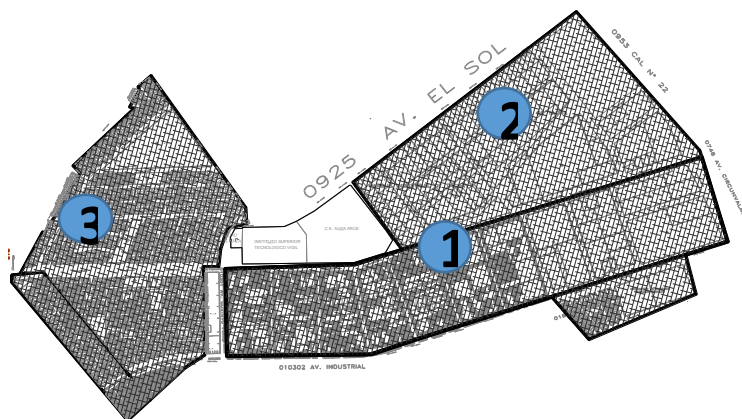 0925 AV. EL SOL
0953 CAL N° 22
2
0748 AV. CIRCUNVALA
3
1
C.E. ALIZA ARCE
INSTITUTO SUPERIOR
TECNOLOGICO VIGIL
010302 AV. INDUSTRIAL